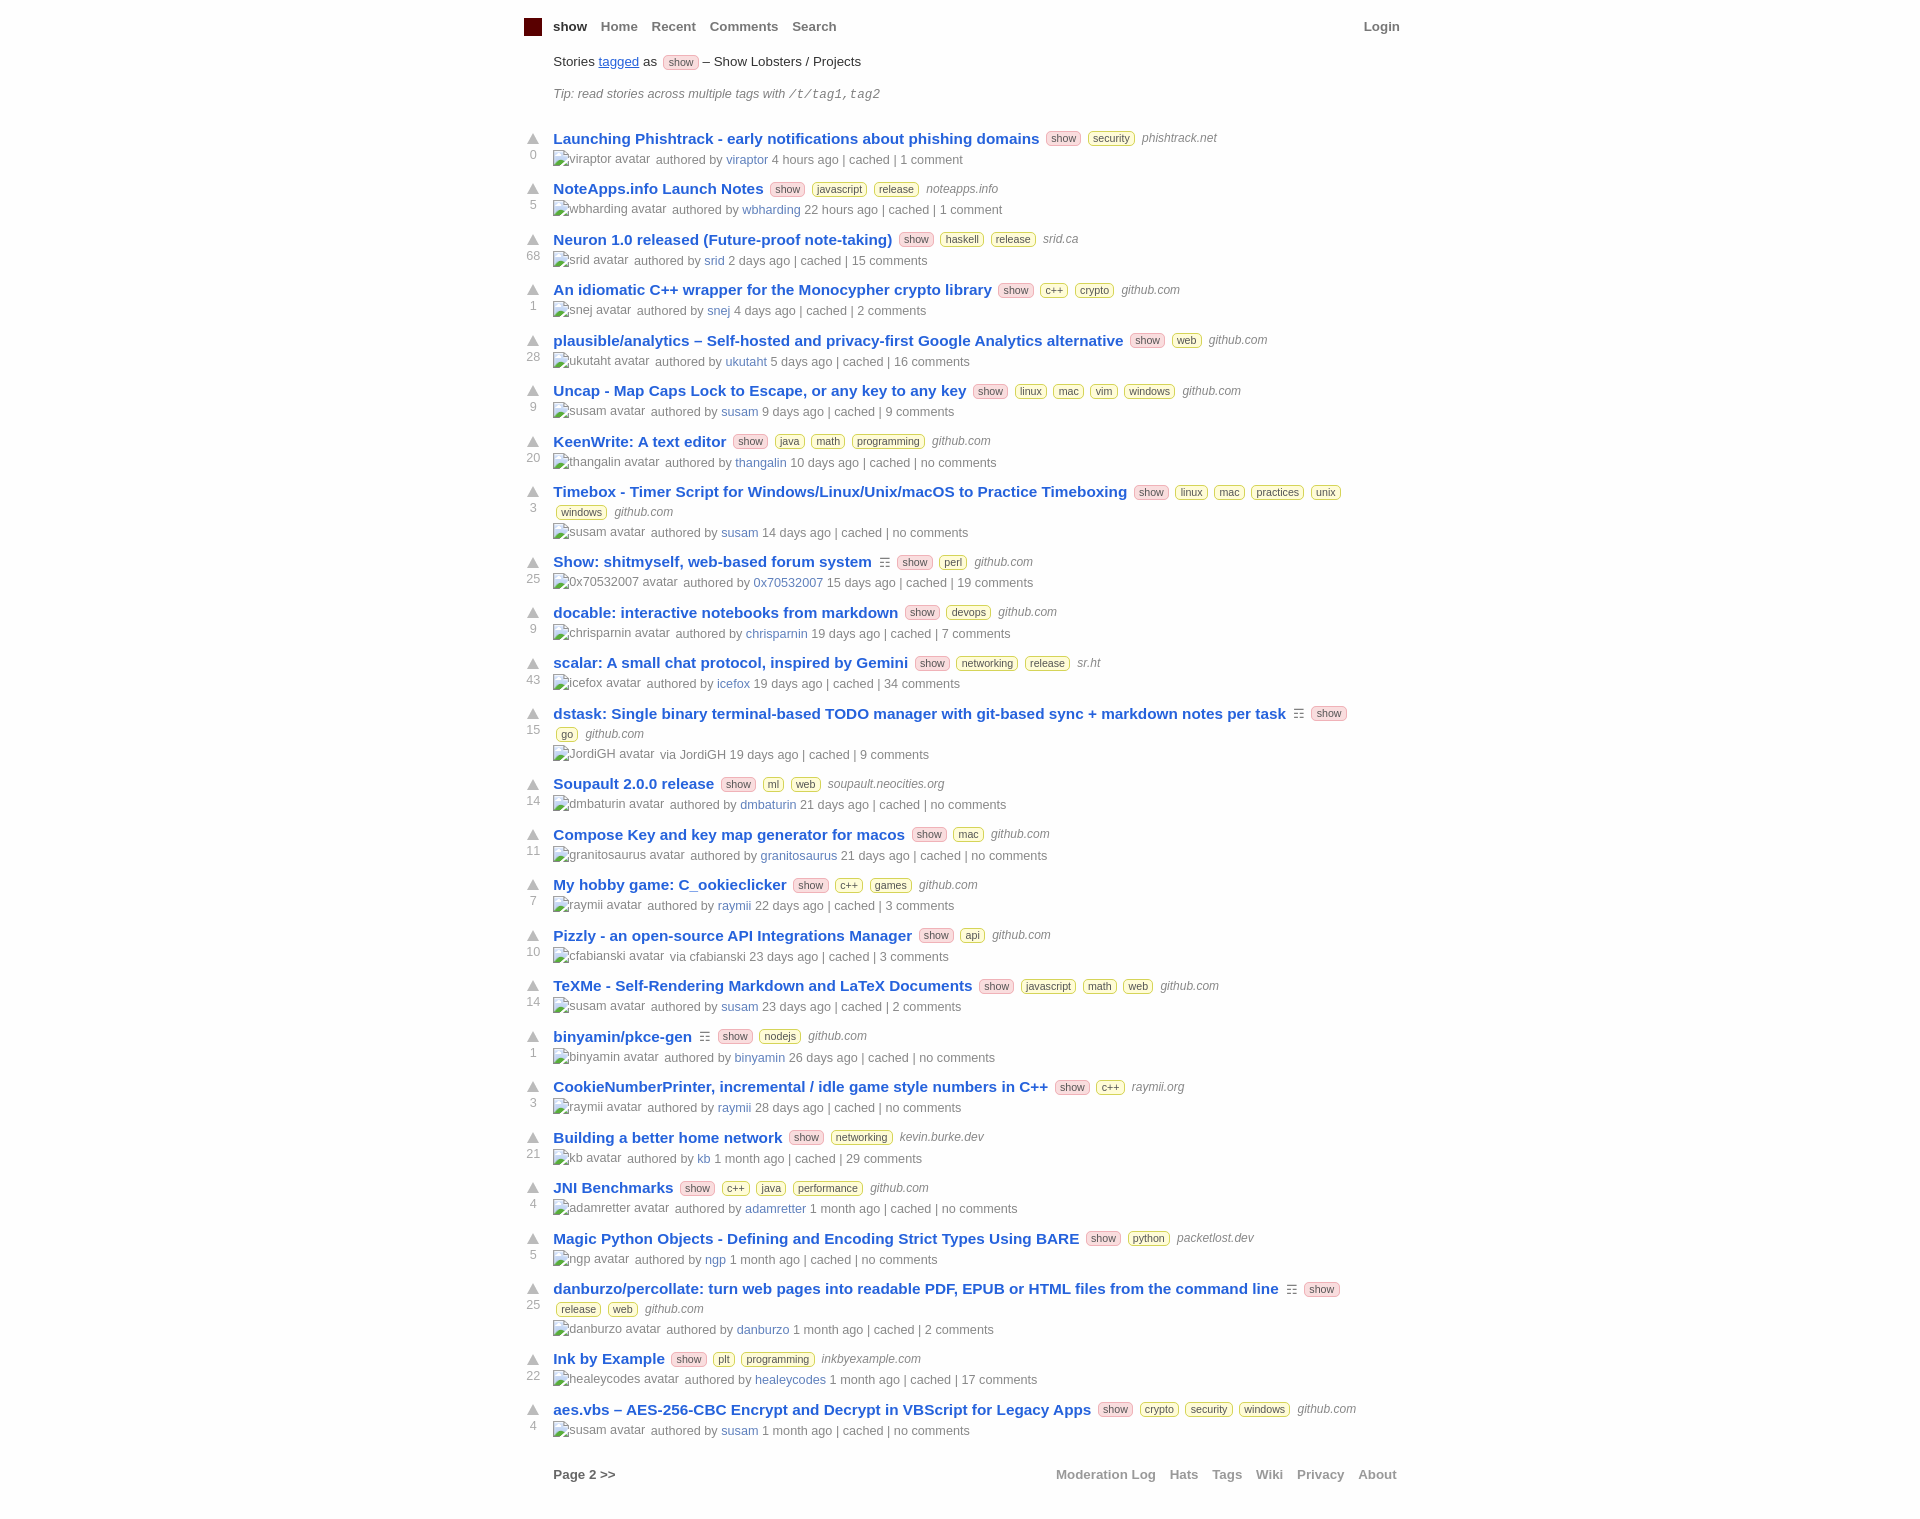 show Home Recent Comments Search Login
Stories tagged as show – Show Lobsters / Projects
Tip: read stories across multiple tags with /t/tag1,tag2
Launching Phishtrack - early notifications about phishing domains show security phishtrack.net
0 viraptor avatar authored by viraptor 4 hours ago | cached | 1 comment
NoteApps.info Launch Notes show javascript release noteapps.info
5 wbharding avatar authored by wbharding 22 hours ago | cached | 1 comment
Neuron 1.0 released (Future-proof note-taking) show haskell release srid.ca
68 srid avatar authored by srid 2 days ago | cached | 15 comments
An idiomatic C++ wrapper for the Monocypher crypto library show c++ crypto github.com
1 snej avatar authored by snej 4 days ago | cached | 2 comments
plausible/analytics – Self-hosted and privacy-first Google Analytics alternative show web github.com
28 ukutaht avatar authored by ukutaht 5 days ago | cached | 16 comments
Uncap - Map Caps Lock to Escape, or any key to any key show linux mac vim windows github.com
9 susam avatar authored by susam 9 days ago | cached | 9 comments
KeenWrite: A text editor show java math programming github.com
20 thangalin avatar authored by thangalin 10 days ago | cached | no comments
Timebox - Timer Script for Windows/Linux/Unix/macOS to Practice Timeboxing show linux mac practices unix
3 windows github.com
susam avatar authored by susam 14 days ago | cached | no comments
Show: shitmyself, web-based forum system ☶ show perl github.com
25 0x70532007 avatar authored by 0x70532007 15 days ago | cached | 19 comments
docable: interactive notebooks from markdown show devops github.com
9 chrisparnin avatar authored by chrisparnin 19 days ago | cached | 7 comments
scalar: A small chat protocol, inspired by Gemini show networking release sr.ht
43 icefox avatar authored by icefox 19 days ago | cached | 34 comments
dstask: Single binary terminal-based TODO manager with git-based sync + markdown notes per task ☶ show
15 go github.com
JordiGH avatar via JordiGH 19 days ago | cached | 9 comments
Soupault 2.0.0 release show ml web soupault.neocities.org
14 dmbaturin avatar authored by dmbaturin 21 days ago | cached | no comments
Compose Key and key map generator for macos show mac github.com
11 granitosaurus avatar authored by granitosaurus 21 days ago | cached | no comments
My hobby game: C_ookieclicker show c++ games github.com
7 raymii avatar authored by raymii 22 days ago | cached | 3 comments
Pizzly - an open-source API Integrations Manager show api github.com
10 cfabianski avatar via cfabianski 23 days ago | cached | 3 comments
TeXMe - Self-Rendering Markdown and LaTeX Documents show javascript math web github.com
14 susam avatar authored by susam 23 days ago | cached | 2 comments
binyamin/pkce-gen ☶ show nodejs github.com
1 binyamin avatar authored by binyamin 26 days ago | cached | no comments
CookieNumberPrinter, incremental / idle game style numbers in C++ show c++ raymii.org
3 raymii avatar authored by raymii 28 days ago | cached | no comments
Building a better home network show networking kevin.burke.dev
21 kb avatar authored by kb 1 month ago | cached | 29 comments
JNI Benchmarks show c++ java performance github.com
4 adamretter avatar authored by adamretter 1 month ago | cached | no comments
Magic Python Objects - Defining and Encoding Strict Types Using BARE show python packetlost.dev
5 ngp avatar authored by ngp 1 month ago | cached | no comments
danburzo/percollate: turn web pages into readable PDF, EPUB or HTML files from the command line ☶ show
25 release web github.com
danburzo avatar authored by danburzo 1 month ago | cached | 2 comments
Ink by Example show plt programming inkbyexample.com
22 healeycodes avatar authored by healeycodes 1 month ago | cached | 17 comments
aes.vbs – AES-256-CBC Encrypt and Decrypt in VBScript for Legacy Apps show crypto security windows github.com
4 susam avatar authored by susam 1 month ago | cached | no comments
Page 2 >> Moderation Log Hats Tags Wiki Privacy About